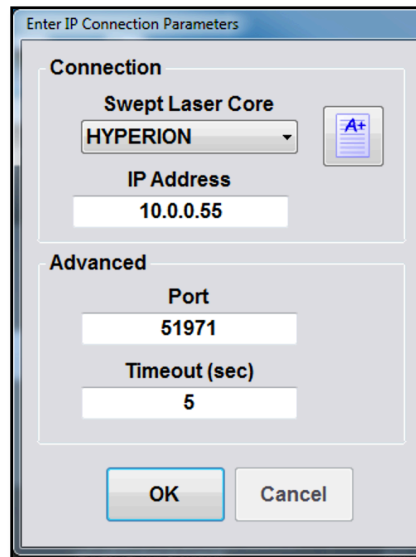 Enter IP Connection Parameters
Connection
Swept Laser Core
HYPERION
A+
IP Address
10.0.0.55
Advanced
Port
51971
Timeout (sec)
5
OK
Cancel